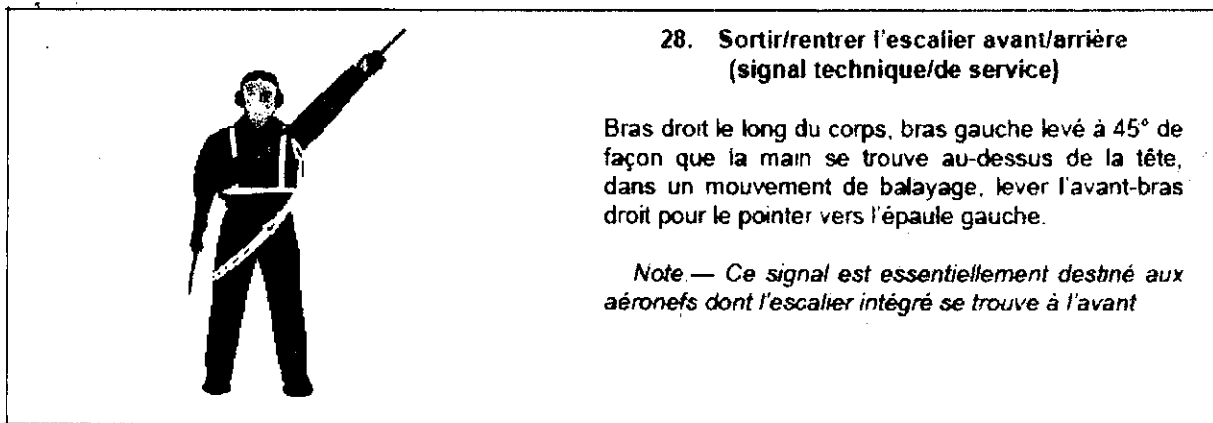 28. Sortir/rentrer l'escalier avant/arrière
(signal technique/de service)
Bras droit le long du corps, bras gauche levé à 45° de
façon que la main se trouve au-dessus de la tête,
dans un mouvement de balayage, lever l'avant-bras
droit pour le pointer vers l'épaule gauche.
Note.— Ce signal est essentiellement destiné aux
aéronefs dont l'escalier intégré se trouve à l'avant